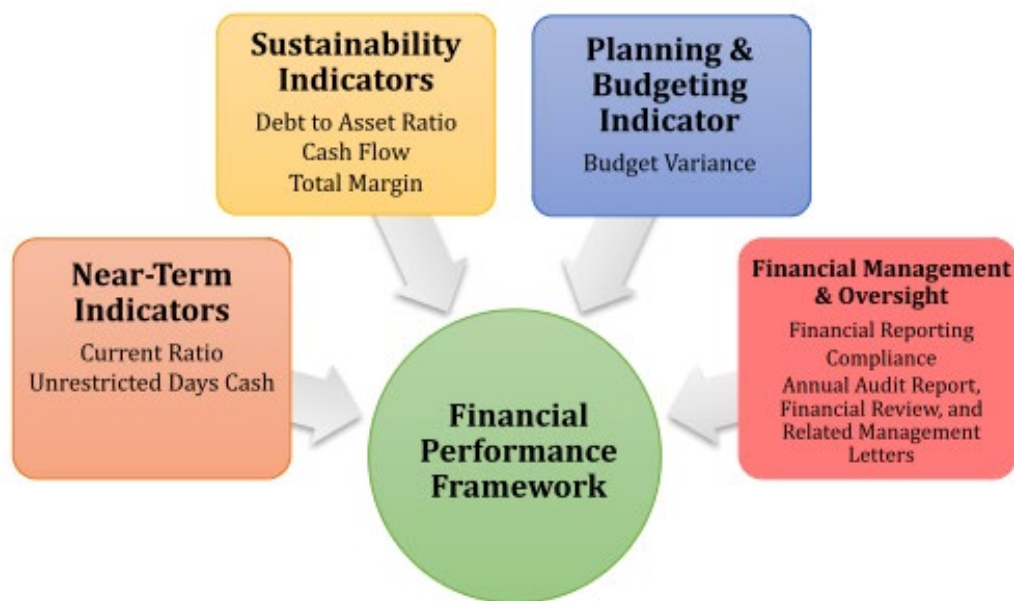 Sustainability
Indicators
Debt to Asset Ratio
Cash Flow
Total Margin
Planning &
Budgeting
Indicator
Budget Variance
Near-Term
Indicators
Current Ratio
Unrestricted Days Cash
Financial Management
& Oversight
Financial Reporting
Compliance
Annual Audit Report,
Financial Review, and
Related Management
Letters
Financial
Performance
Framework